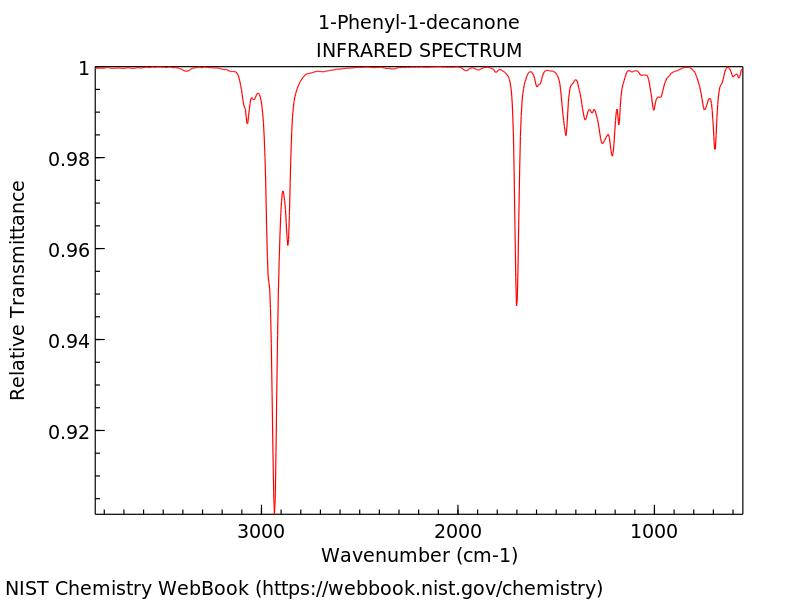 1-Phenyl-1-decanone
INFRARED SPECTRUM
1
0.98
0.96
0.94
0.92
Relative Transmittance
3000 2000 1000
Wavenumber (cm-1)
NIST Chemistry WebBook (https://webbook.nist.gov/chemistry)